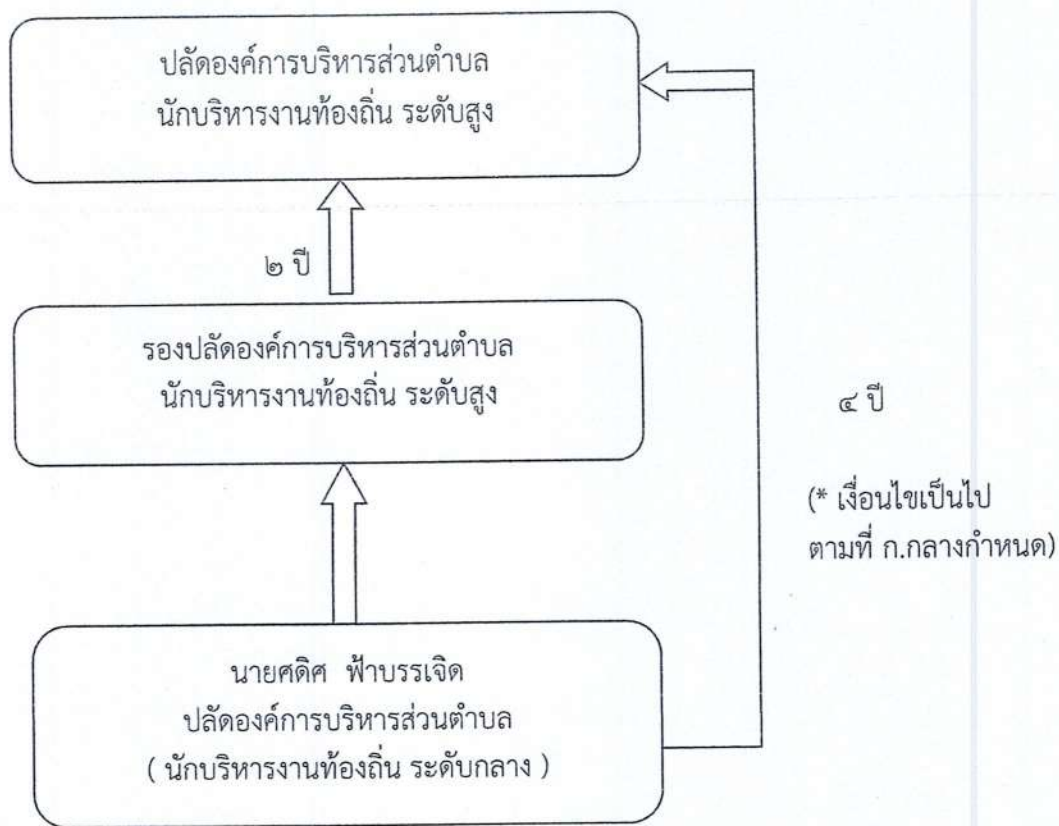 ปลัดองค์การบริหารส่วนตำบล
นักบริหารงานท้องถิ่น ระดับสูง
๒ ปี
รองปลัดองค์การบริหารส่วนตำบล
นักบริหารงานท้องถิ่น ระดับสูง
๔ ปี
(* เงื่อนไขเป็นไป
ตามที่ ก.กลางกำหนด)
นายศดิศ ฟ้าบรรเจิด
ปลัดองค์การบริหารส่วนตำบล
( นักบริหารงานท้องถิ่น ระดับกลาง )